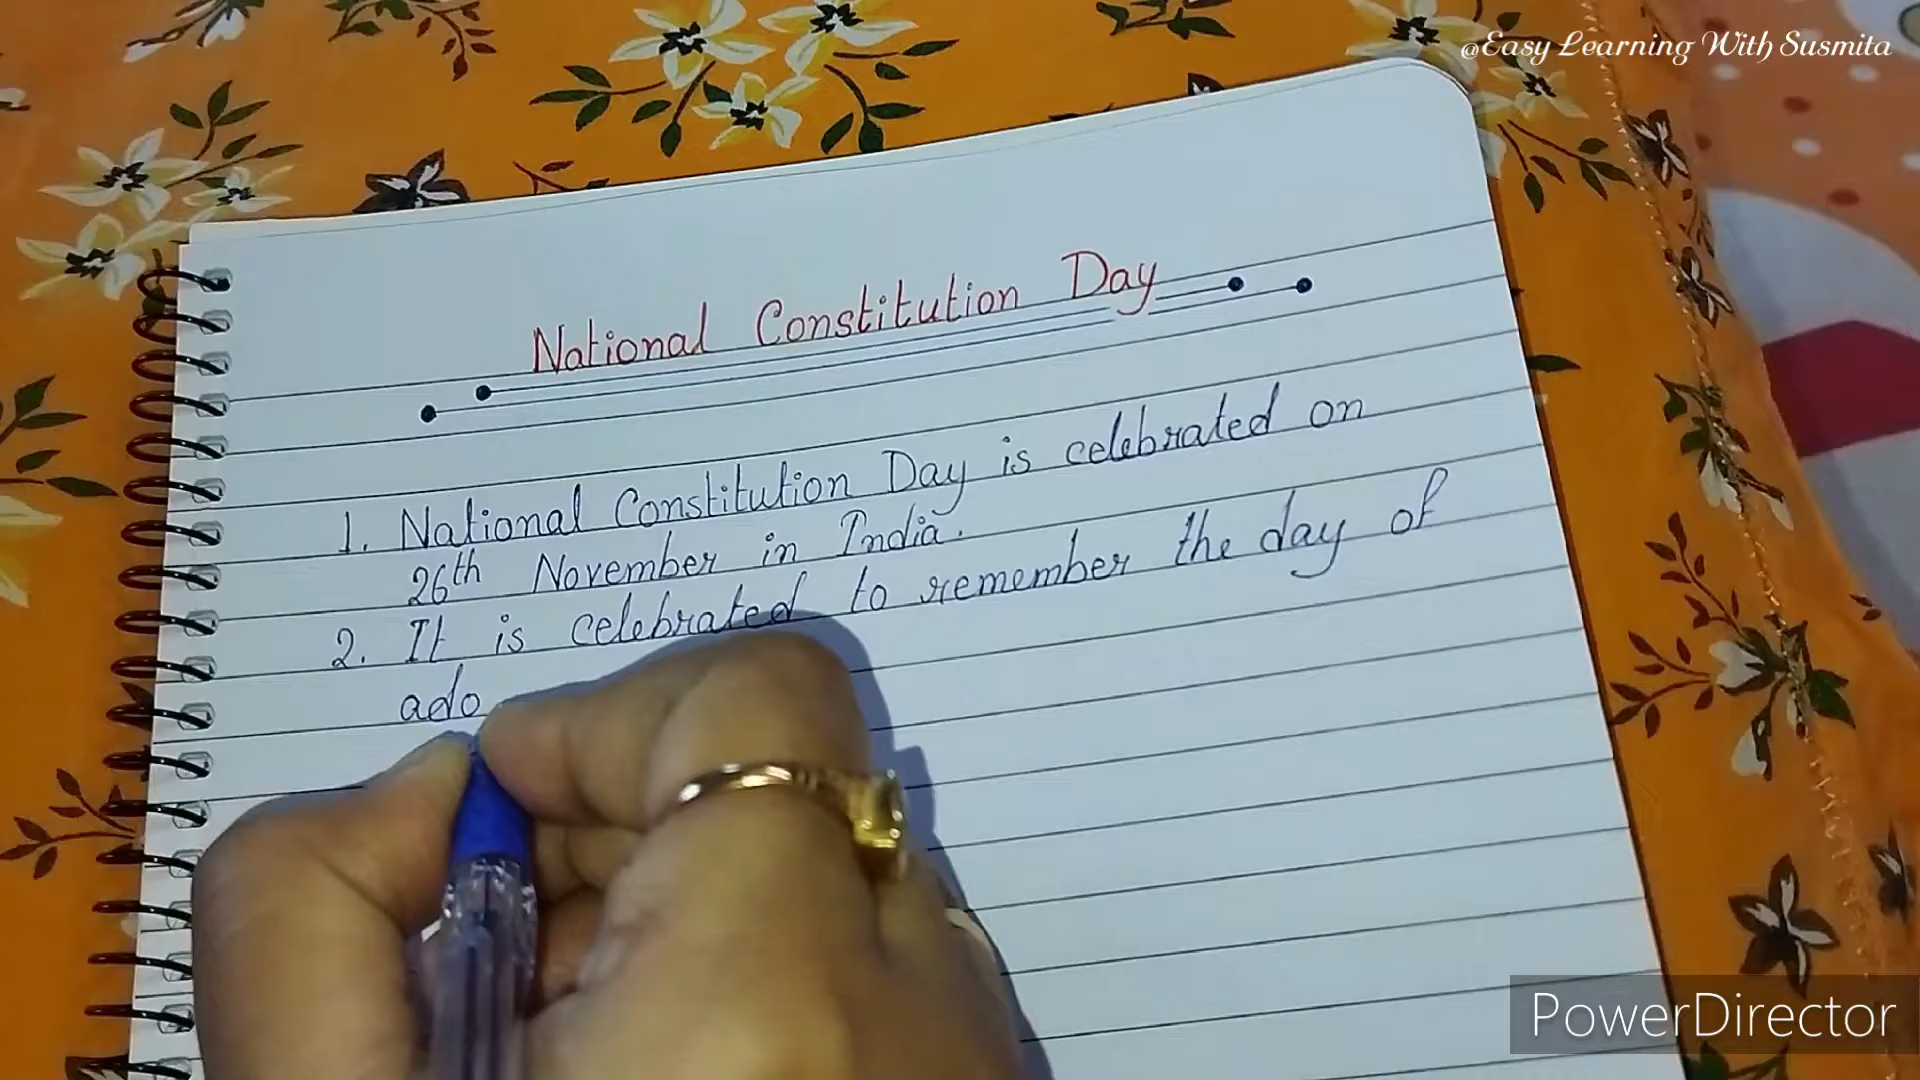 @Easy Learning With Susmita
National Constitution Day
1. National Constitution Day is celebrated on
26th November in India.
2. It is celebrated to remember the day of
ado
PowerDirector